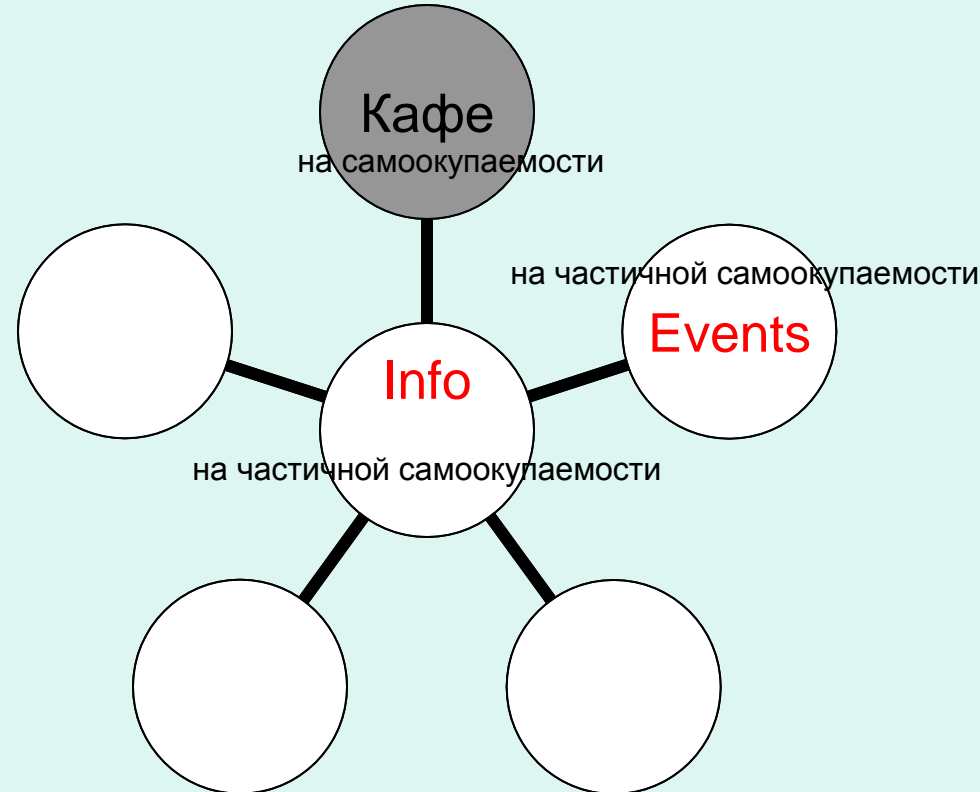 Кафе
на самоокупаемости
на частичной самоокупаемости
Events
Info
на частичной самоокупаемости